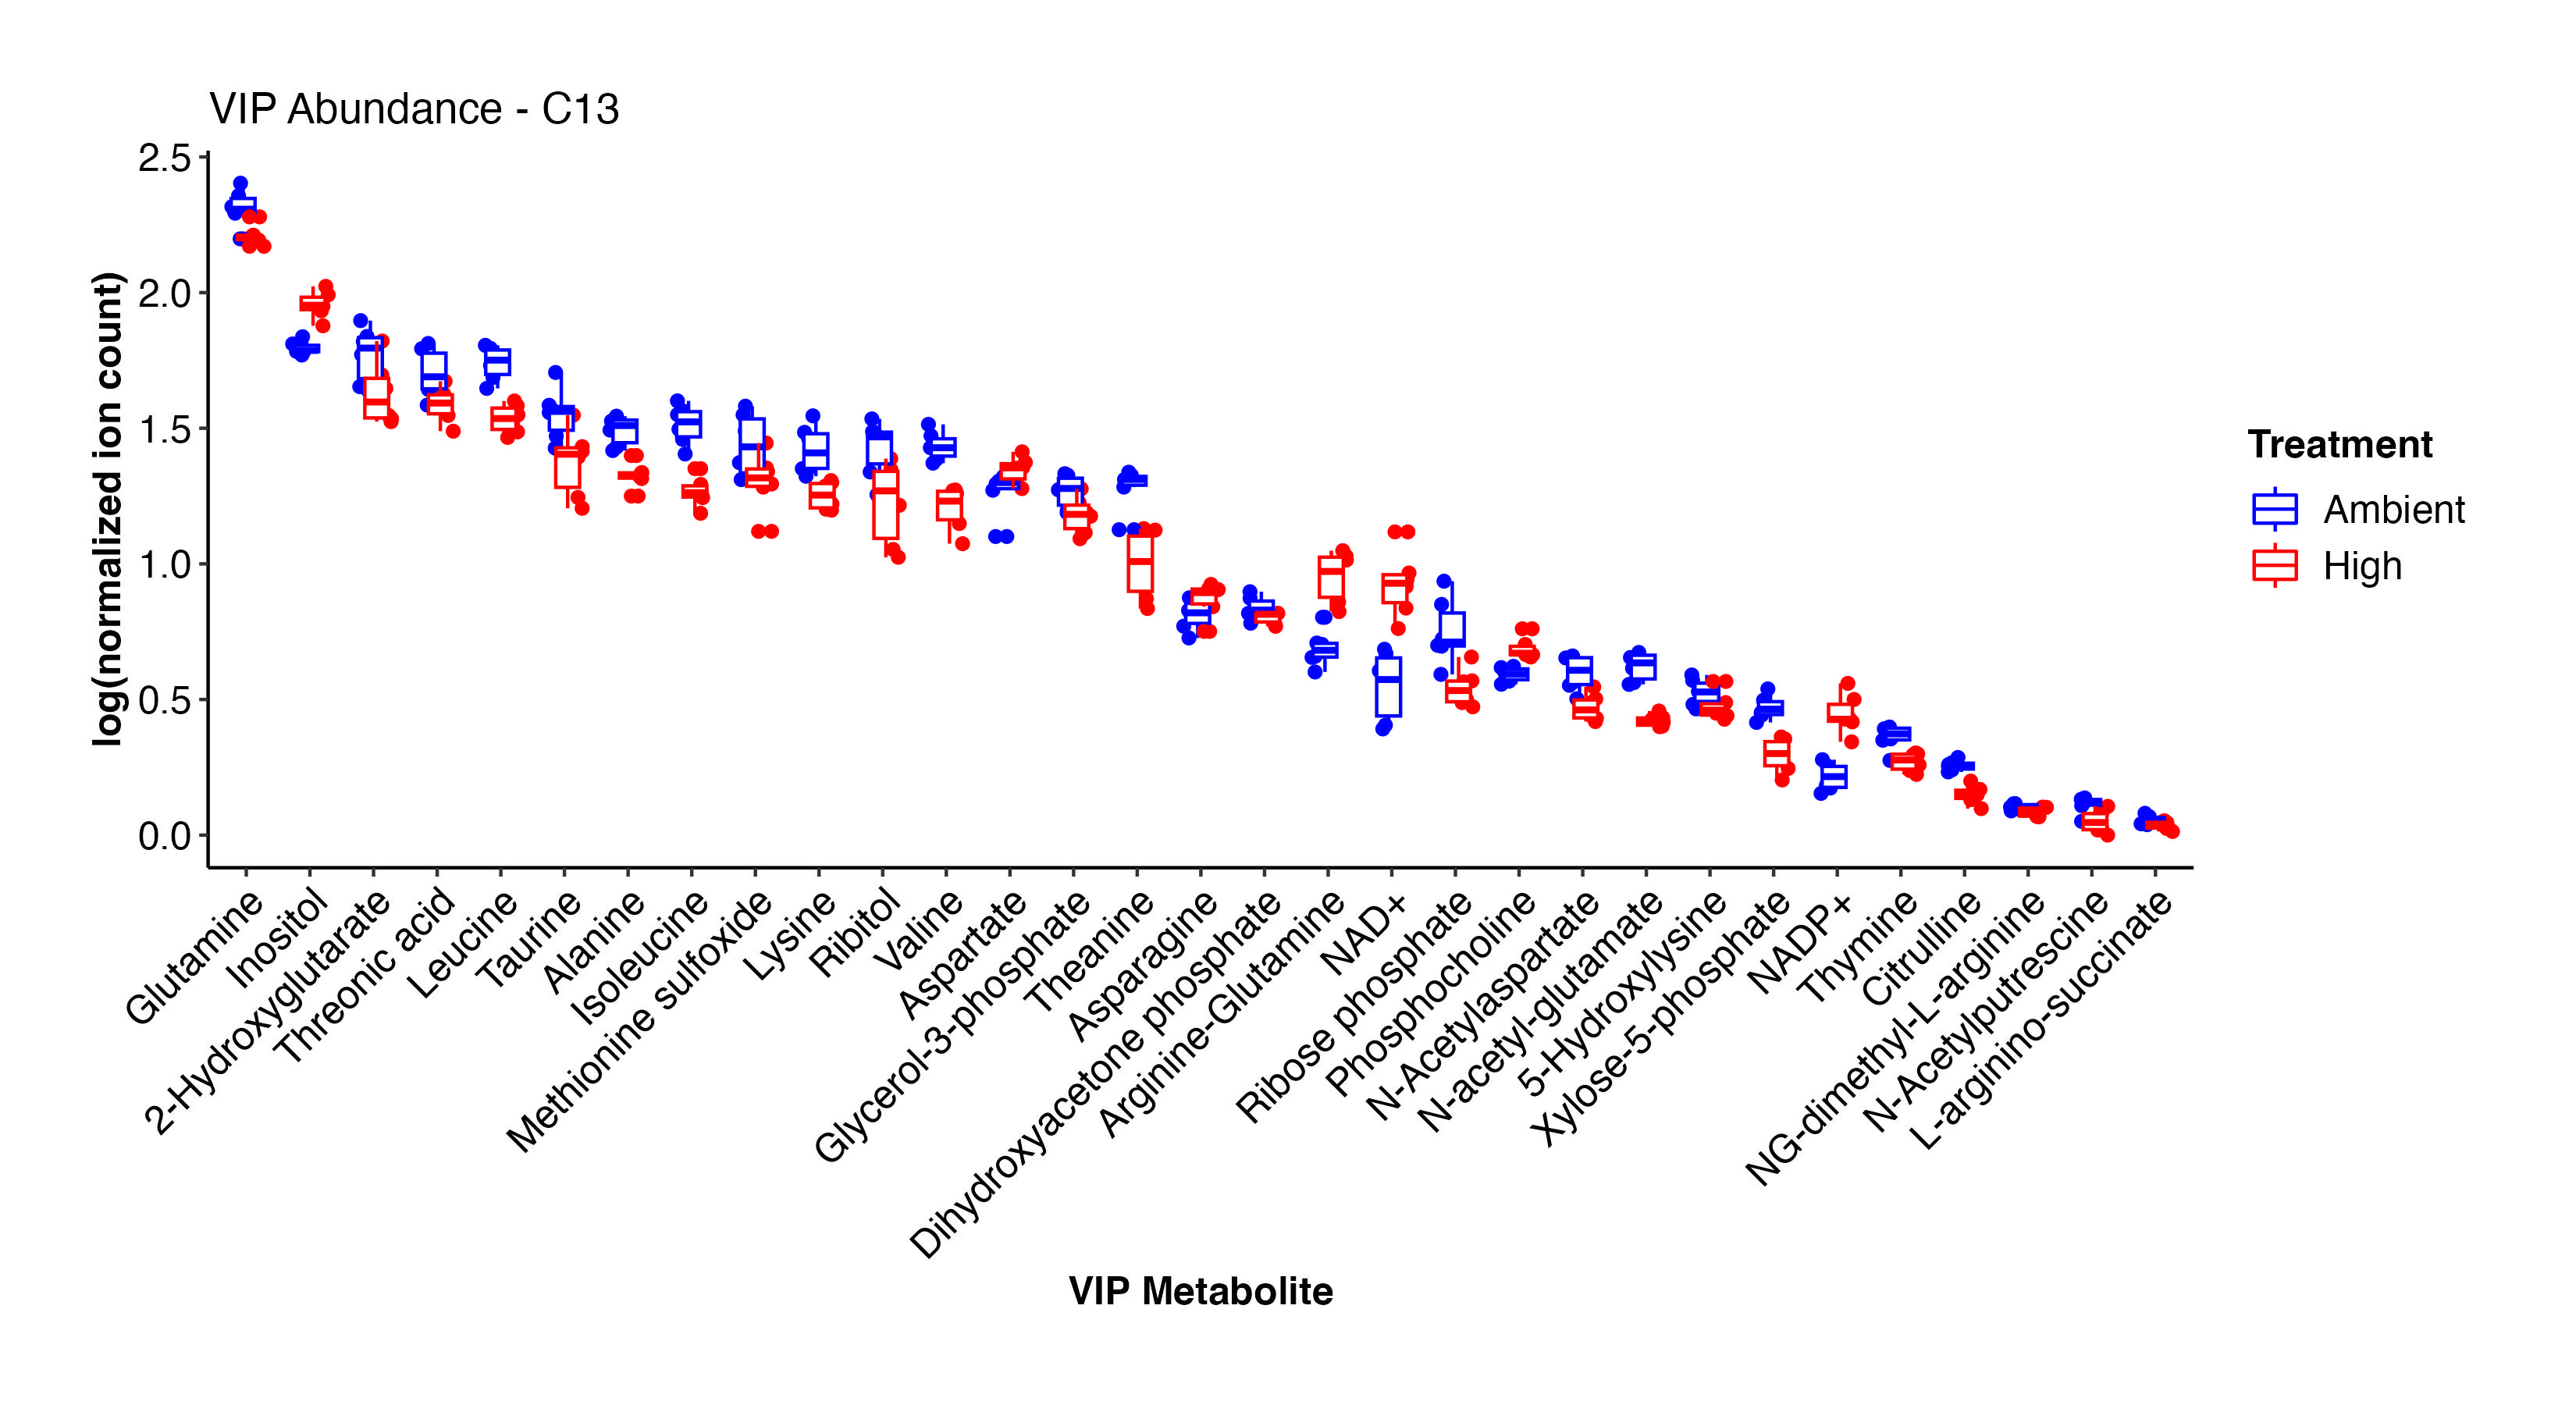 VIP Abundance - C13
2.5
2.0
1.5
1.0
0.5
0.0
log(normalized ion count)
Glutamine
Inositol
2-Hydroxyglutarate
Threonic acid
Leucine
Taurine
Alanine
Isoleucine
Methionine sulfoxide
Lysine
Ribitol
Valine
Aspartate
Glycerol-3-phosphate
Theanine
Asparagine
Dihydroxyacetone phosphate
Arginine-Glutamine
NAD+
Ribose phosphate
Phosphocholine
N-Acetylaspartate
N-acetyl-glutamate
5-Hydroxylysine
Xylose-5-phosphate
NADP+
Thymine
Citrulline
NG-dimethyl-L-arginine
N-Acetylputrescine
L-arginino-succinate
VIP Metabolite
Treatment
Ambient
High